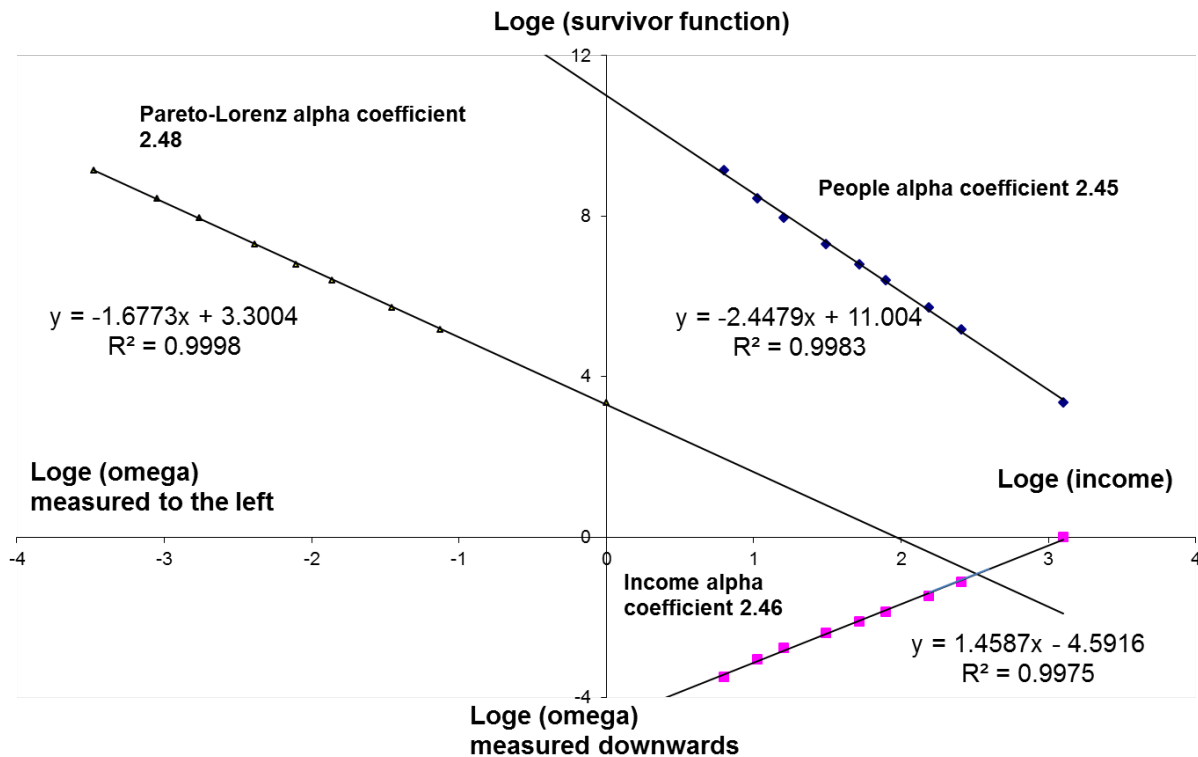 Loge (survivor function)
12
Pareto-Lorenz alpha coefficient
2.48
People alpha coefficient 2.45
8
y = -1.6773x + 3.3004
R² = 0.9998
y = -2.4479x + 11.004
R² = 0.9983
4
Loge (omega)
measured to the left
Loge (income)
0
-4
-3
-2
-1
0
1
2
3
4
Income alpha
coefficient 2.46
y = 1.4587x - 4.5916
R² = 0.9975
-4
Loge (omega)
measured downwards